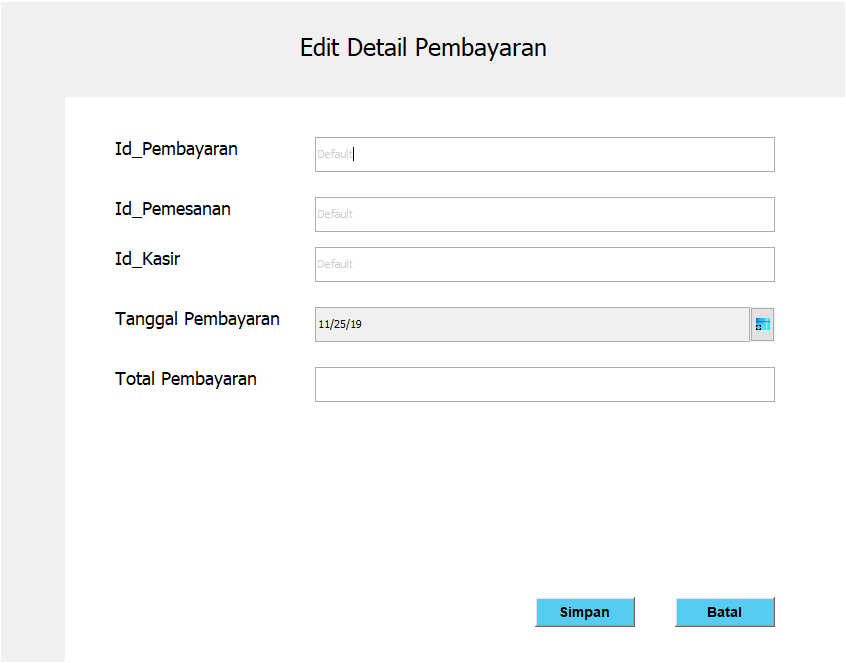 Edit Detail Pembayaran
Id_Pembayaran Default
Id_Pemesanan Default
Id_Kasir Default
Tanggal Pembayaran 11/25/19
Total Pembayaran
Simpan Batal